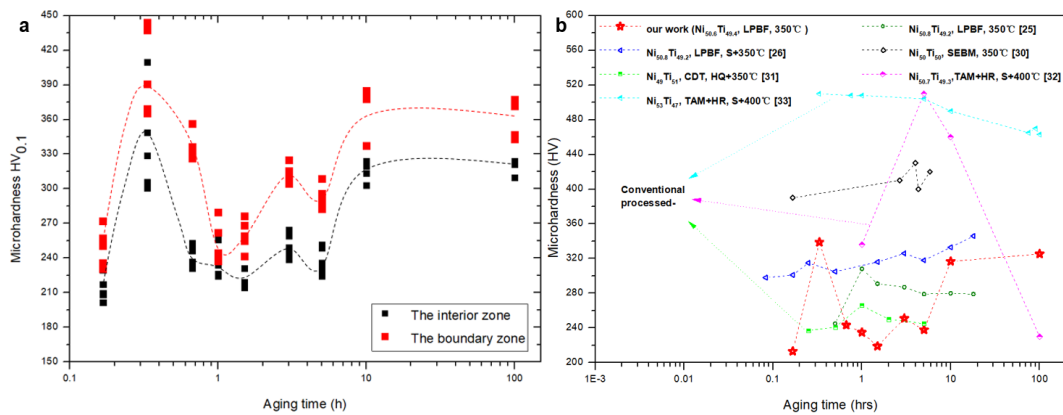 a
Microhardness HV0.1
450
420
390
360
330
300
270
240
210
180
150
The interior zone
The boundary zone
0.1
1
10
100
Aging time (h)
b
Microhardness (HV)
600
560
520
480
440
400
360
320
280
240
200
our work (Ni50.6Ti49.4, LPBF, 350℃ )
Ni50.8Ti49.2, LPBF, 350℃ [25]
Ni50.8Ti49.2, LPBF, S+350℃ [26]
Ni50Ti50, SEBM, 350℃ [30]
Ni49Ti51, CDT, HQ+350℃ [31]
Ni50.7Ti49.3,TAM+HR, S+400℃ [32]
Ni53Ti47, TAM+HR, S+400℃ [33]
Conventional
processed-
1E-3
0.01
0.1
1
10
100
Aging time (hrs)